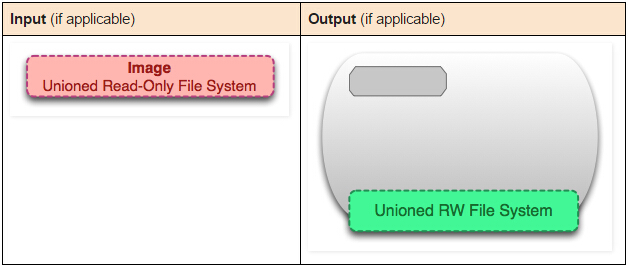 Input (if applicable)
Output (if applicable)
Image
Unioned Read-Only File System
Unioned RW File System